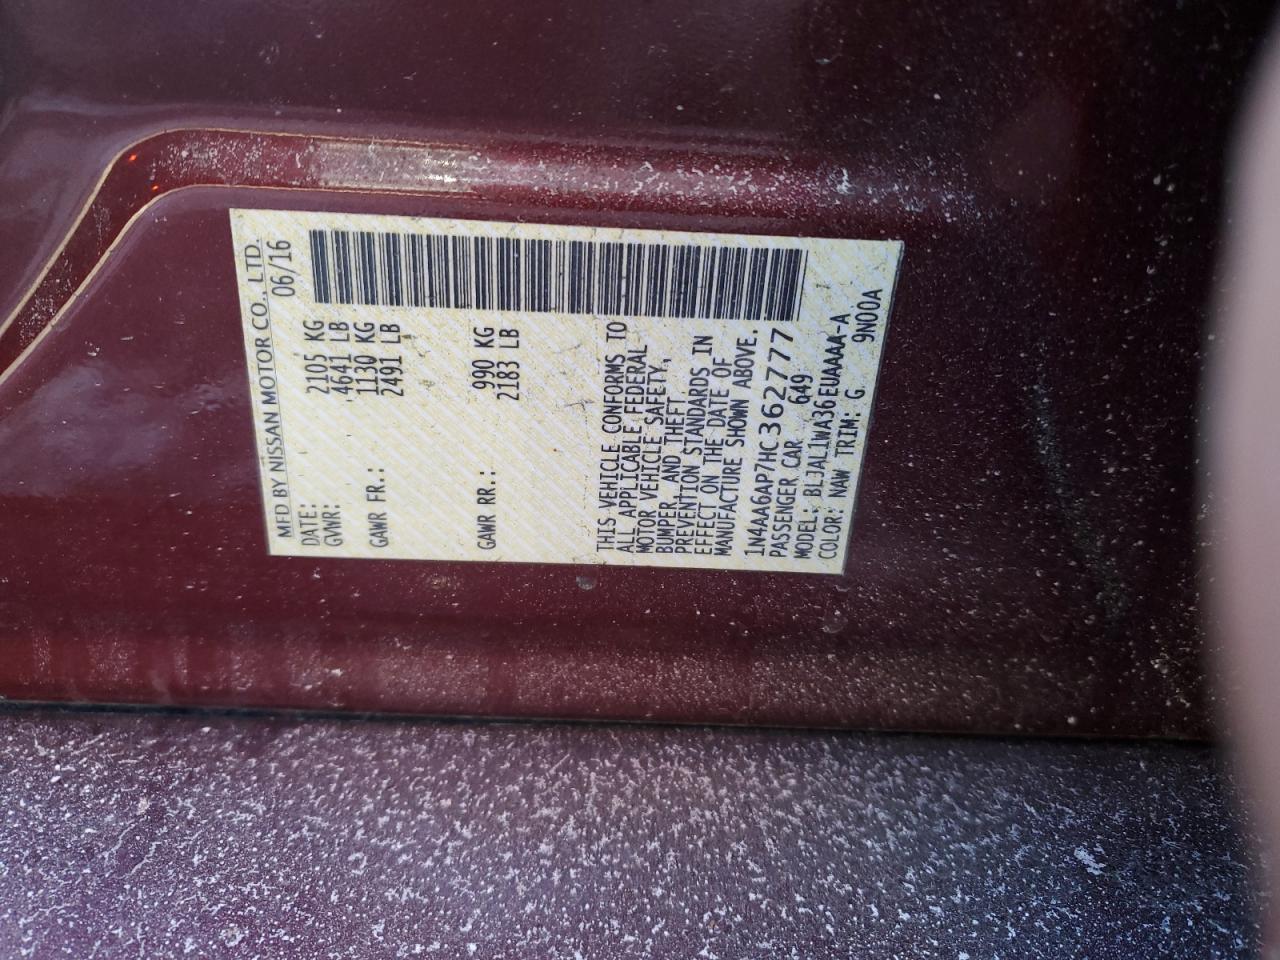 MFD BY NISSAN MOTOR CO., LTD.
DATE: 06/16
GVWR: 2105 KG
4641 LB
GAWR FR.: 1130 KG
2491 LB
GAWR RR.: 990 KG
2183 LB
THIS VEHICLE CONFORMS TO
ALL APPLICABLE FEDERAL
MOTOR VEHICLE SAFETY,
BUMPER, AND THEFT
PREVENTION STANDARDS IN
EFFECT ON THE DATE OF
MANUFACTURE SHOWN ABOVE.
1N4AA6AP7HC362777
PASSENGER CAR 649
MODEL: BLJAL1WA36EUAAAA-A
COLOR: NAW TRIM: G 9N00A